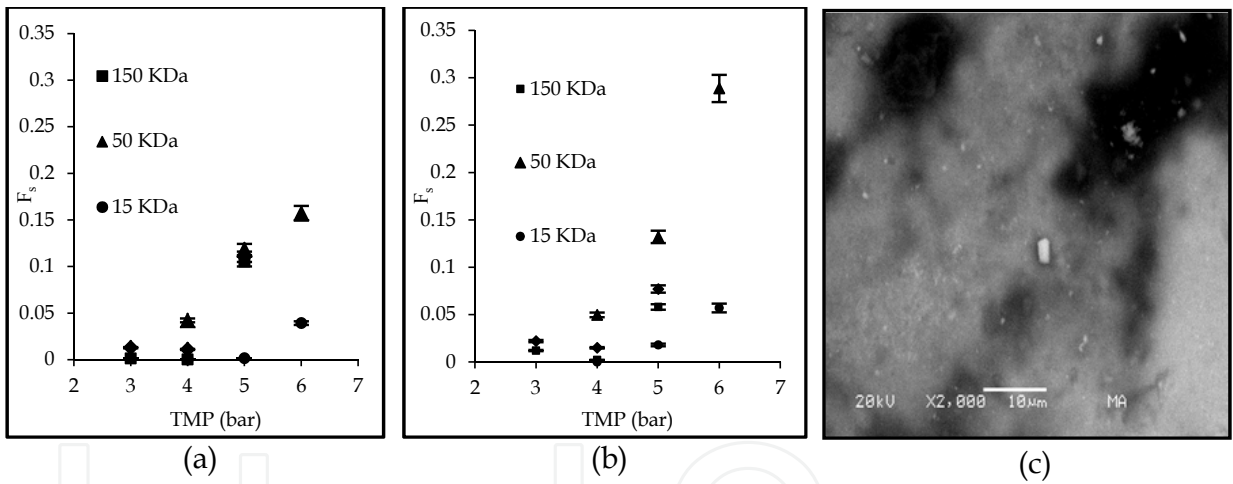 0.35
0.3
0.25
0.2
0.15
0.1
0.05
0
Fs
150 KDa
50 KDa
15 KDa
2 3 4 5 6 7
TMP (bar)
(a)
0.35
0.3
0.25
0.2
0.15
0.1
0.05
0
Fs
150 KDa
50 KDa
15 KDa
2 3 4 5 6 7
TMP (bar)
(b)
20kV X2,000 10µm MA
(c)